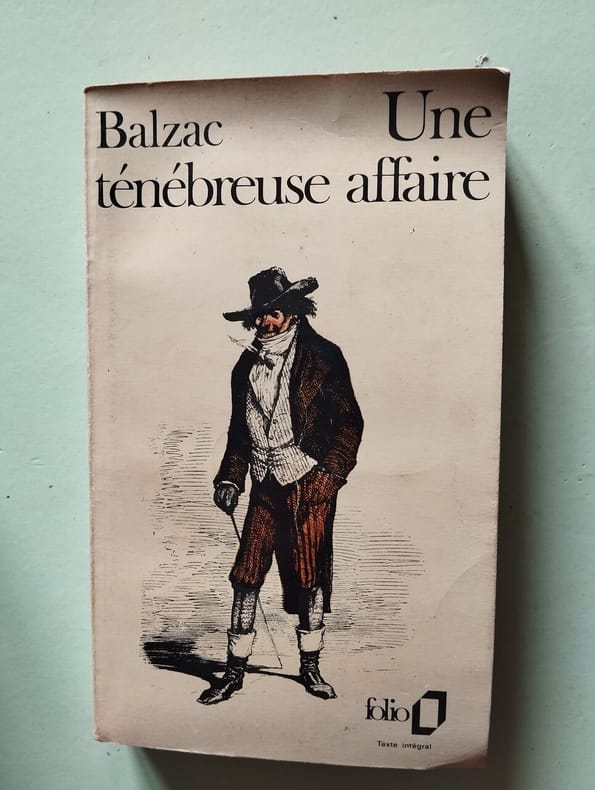 Balzac Une
ténébreuse affaire
folio
Texte intégral